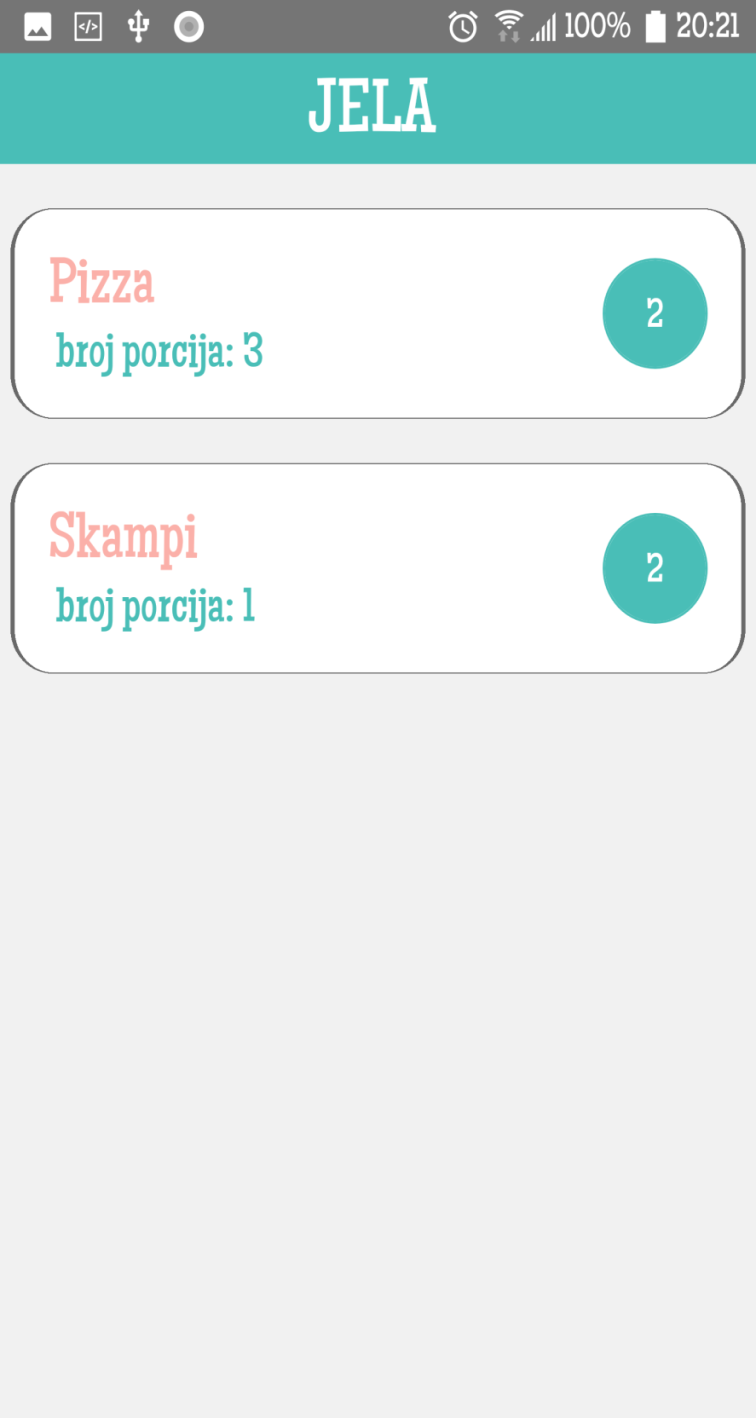 100% 20:21
JELA
Pizza
broj porcija: 3
2
Skampi
broj porcija: 1
2